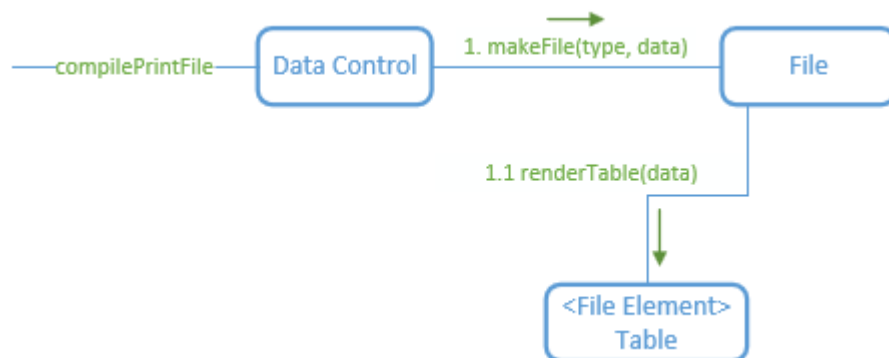 compilePrintFile
Data Control
1. makeFile(type, data)
File
1.1 renderTable(data)
<File Element>
Table